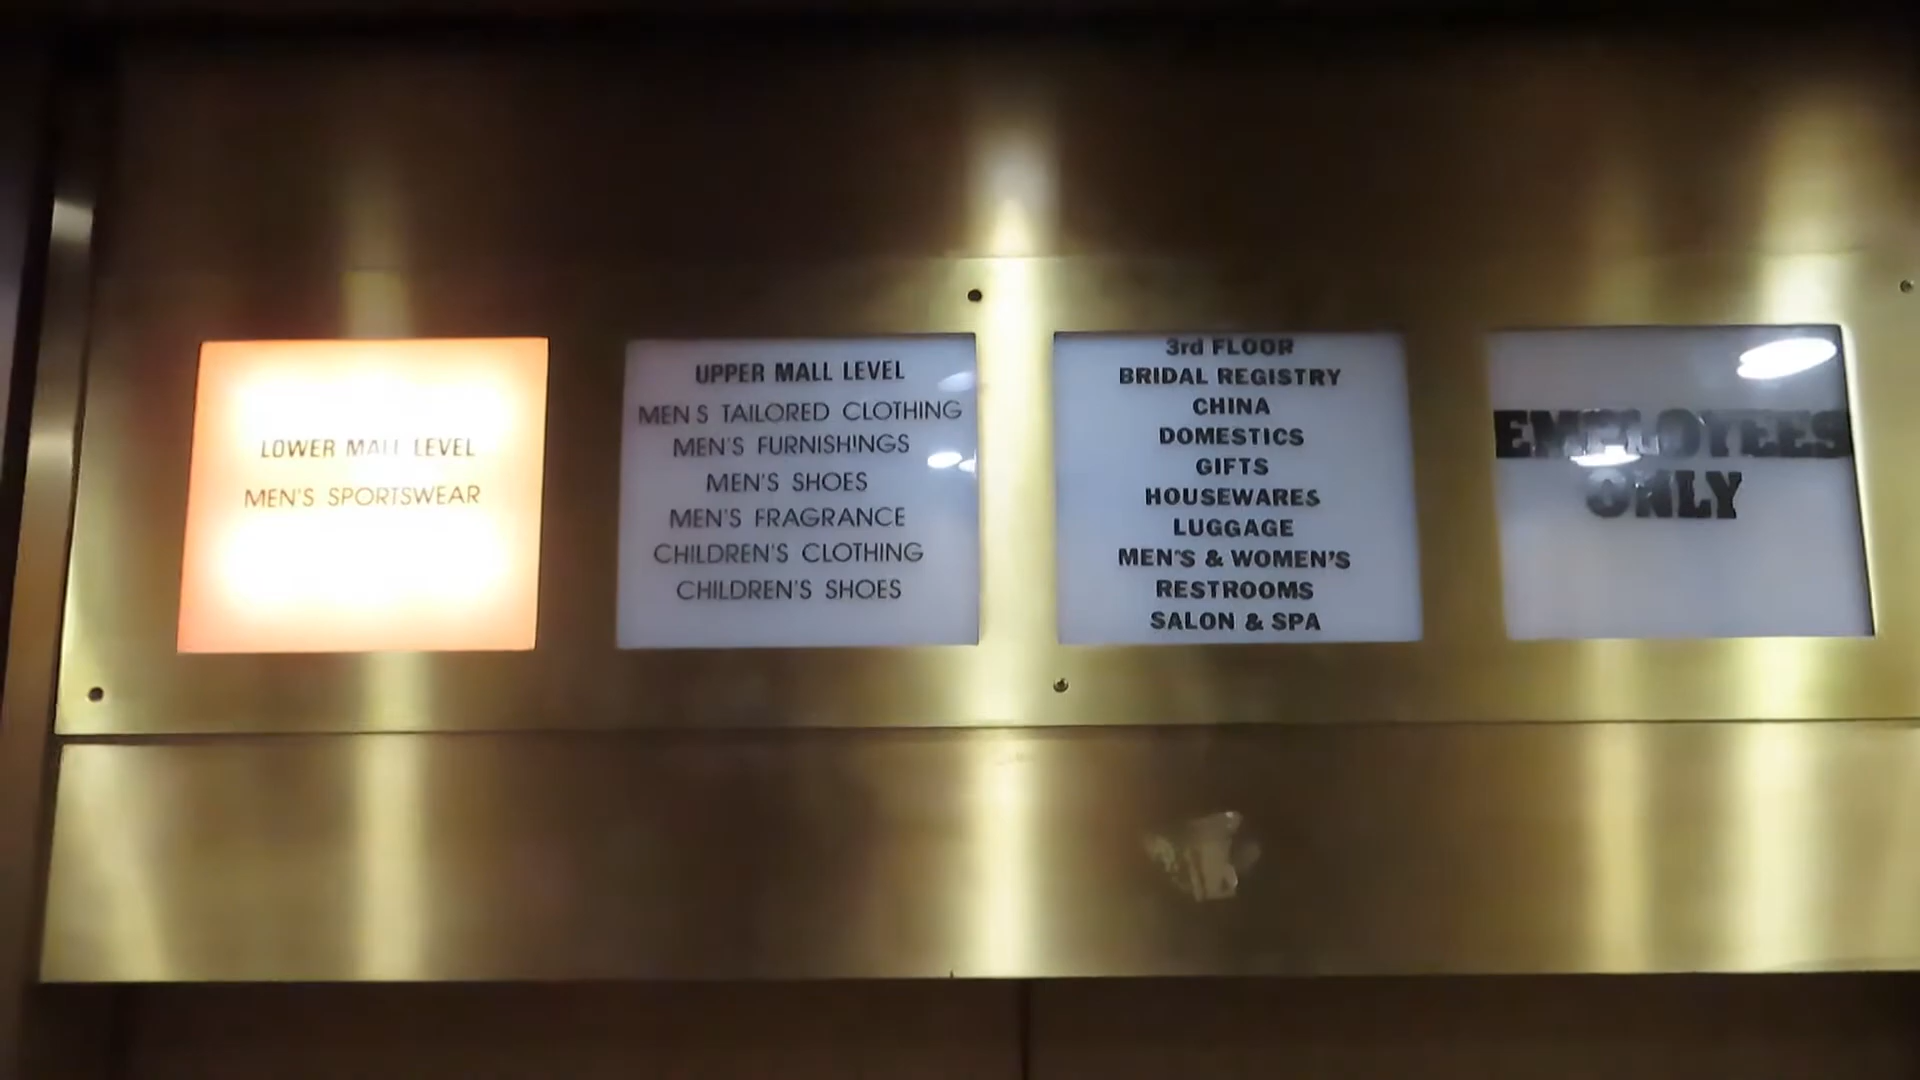 LOWER MALL LEVEL
MEN'S SPORTSWEAR
UPPER MALL LEVEL
MEN S TAILORED CLOTHING
MEN'S FURNISHINGS
MEN'S SHOES
MEN'S FRAGRANCE
CHILDREN'S CLOTHING
CHILDREN'S SHOES
3rd FLOOR
BRIDAL REGISTRY
CHINA
DOMESTICS
GIFTS
HOUSEWARES
LUGGAGE
MEN'S & WOMEN'S
RESTROOMS
SALON & SPA
EMPLOYEES
ONLY